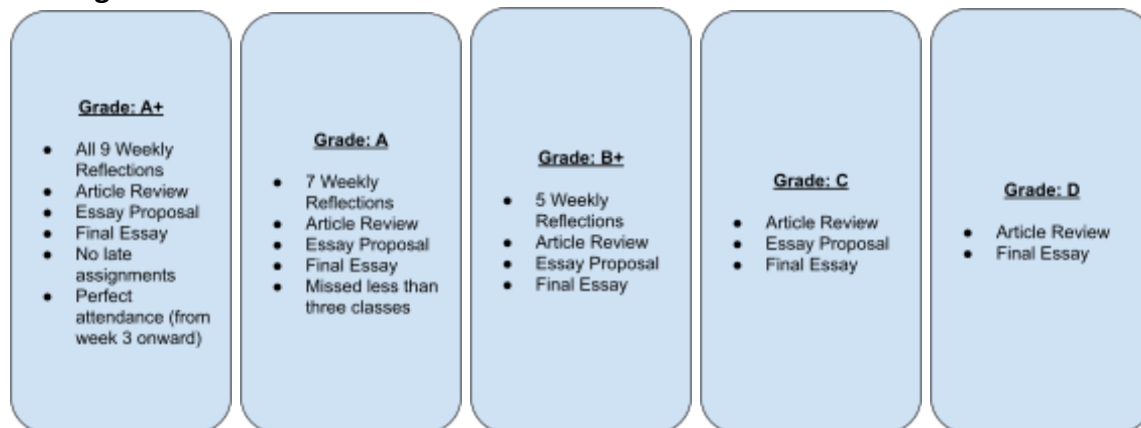 Grade: A+
● All 9 Weekly
Reflections
● Article Review
● Essay Proposal
● Final Essay
● No late
assignments
● Perfect
attendance (from
week 3 onward)
Grade: A
● 7 Weekly
Reflections
● Article Review
● Essay Proposal
● Final Essay
● Missed less than
three classes
Grade: B+
● 5 Weekly
Reflections
● Article Review
● Essay Proposal
● Final Essay
Grade: C
● Article Review
● Essay Proposal
● Final Essay
Grade: D
● Article Review
● Final Essay